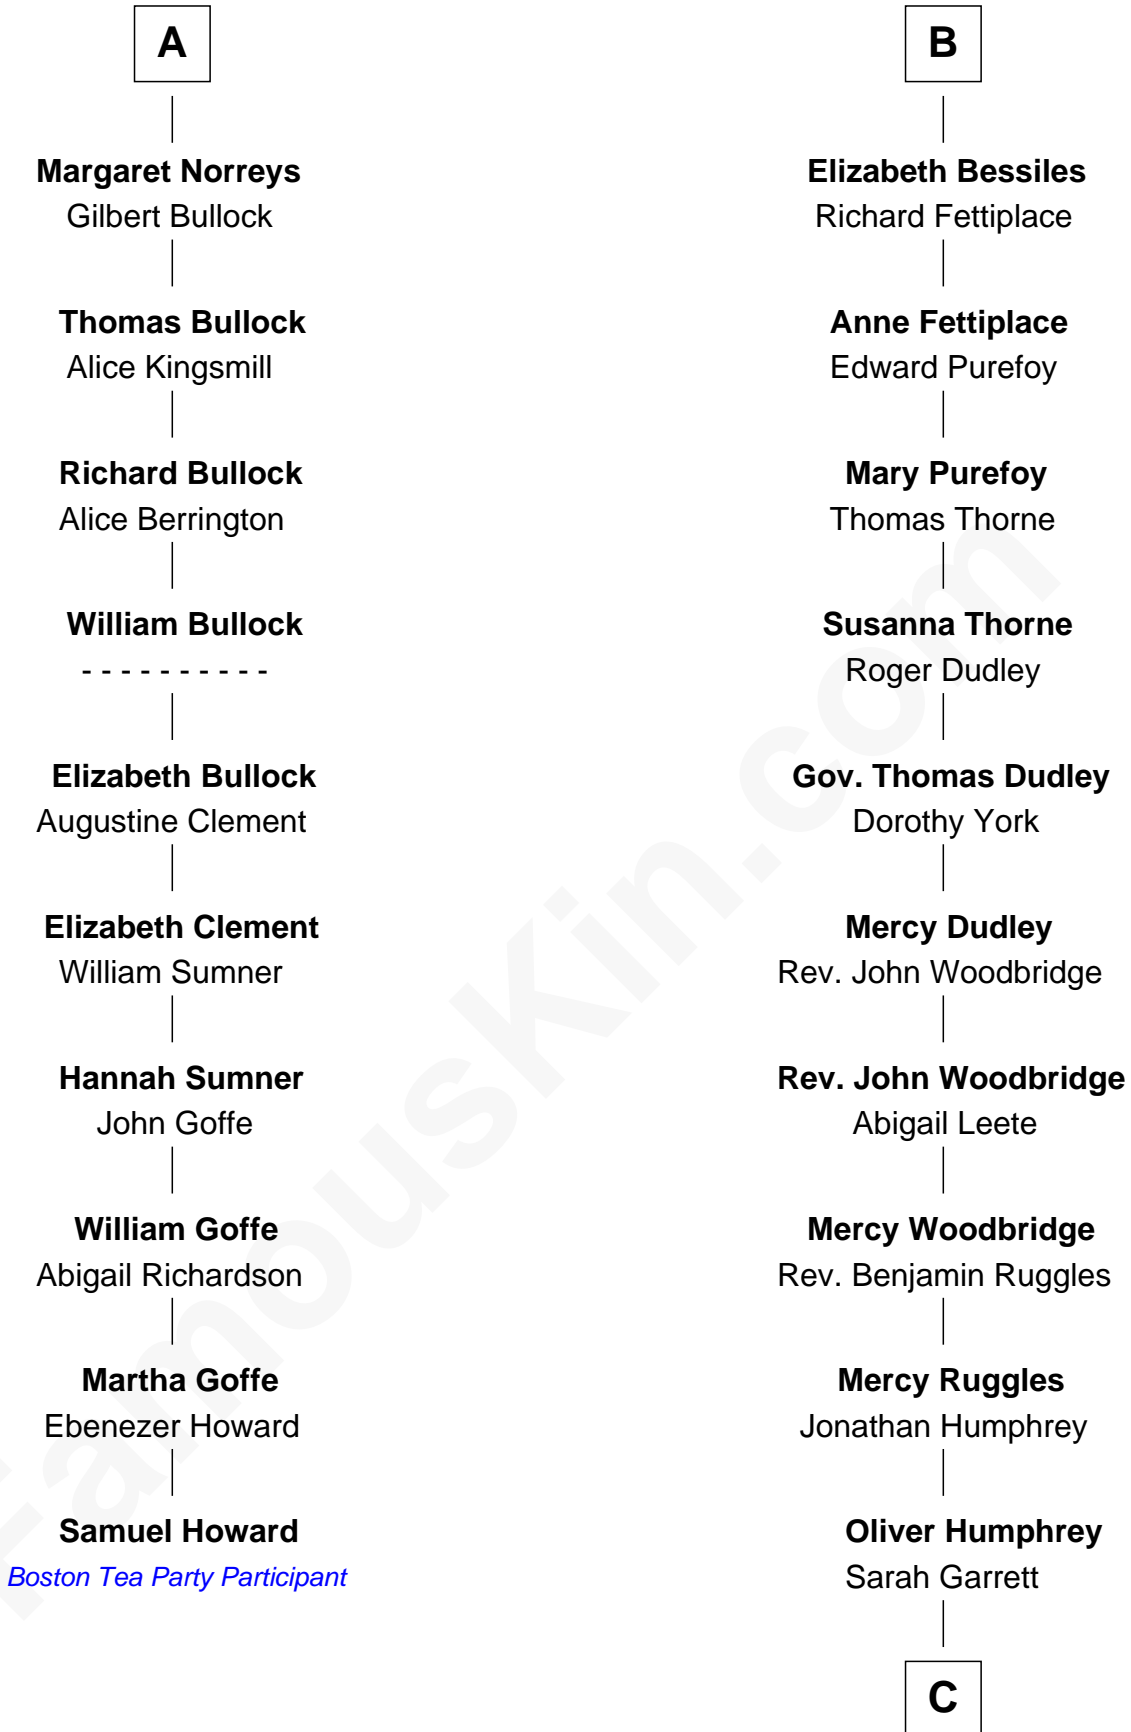 A
Margaret Norreys
Gilbert Bullock
Thomas Bullock
Alice Kingsmill
Richard Bullock
Alice Berrington
William Bullock
- - - - - - - - - -
Elizabeth Bullock
Augustine Clement
Elizabeth Clement
William Sumner
Hannah Sumner
John Goffe
William Goffe
Abigail Richardson
Martha Goffe
Ebenezer Howard
Samuel Howard
Boston Tea Party Participant
B
Elizabeth Bessiles
Richard Fettiplace
Anne Fettiplace
Edward Purefoy
Mary Purefoy
Thomas Thorne
Susanna Thorne
Roger Dudley
Gov. Thomas Dudley
Dorothy York
Mercy Dudley
Rev. John Woodbridge
Rev. John Woodbridge
Abigail Leete
Mercy Woodbridge
Rev. Benjamin Ruggles
Mercy Ruggles
Jonathan Humphrey
Oliver Humphrey
Sarah Garrett
C
FamousKin.com